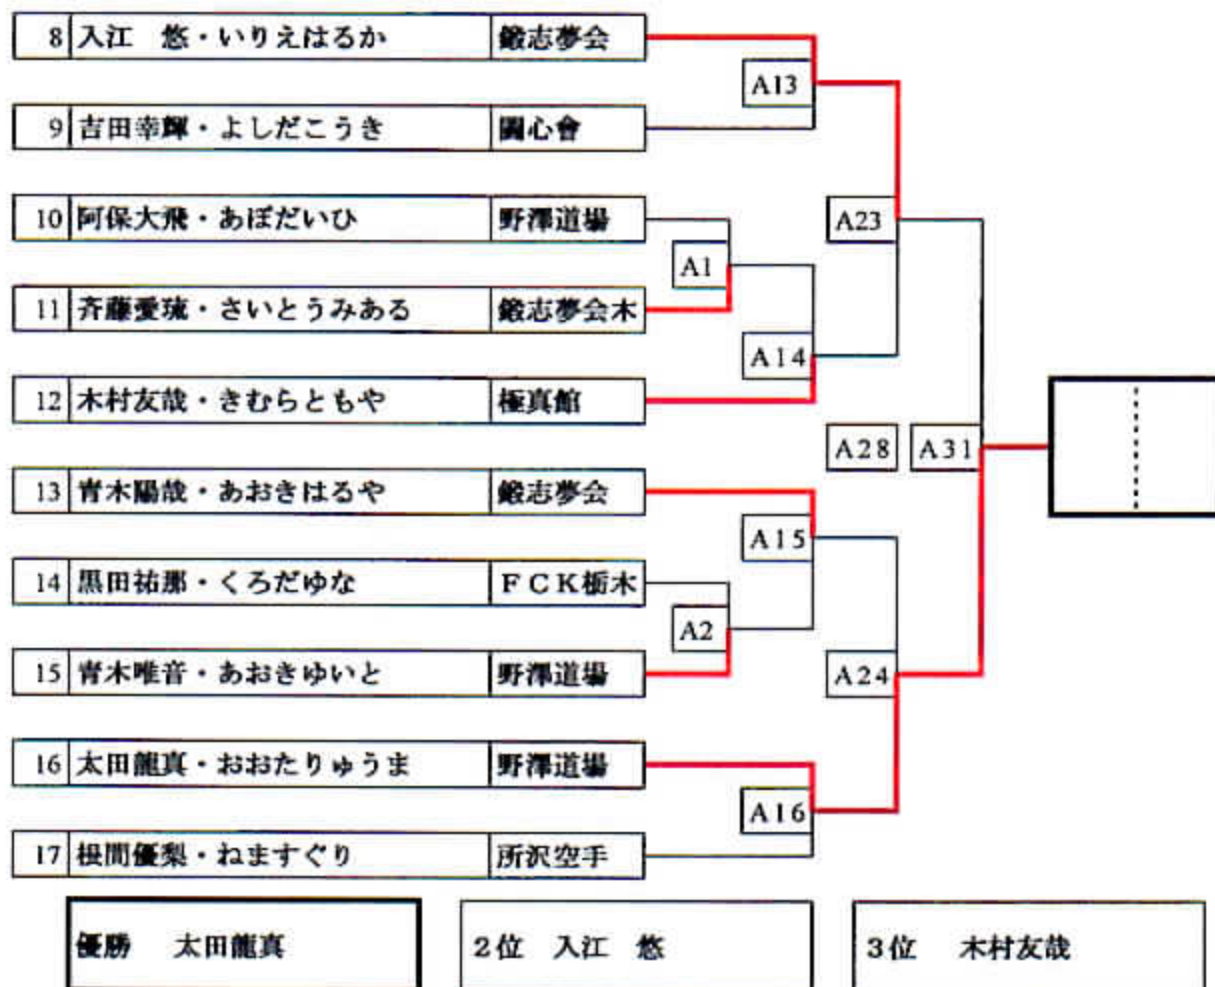 8 入江 悠・いりえはるか 鍛志夢会
A13
9 吉田幸輝・よしだこうき 闘心會
10 阿保大飛・あぼだいひ 野澤道場
A23
A1
11 斉藤愛琉・さいとうみある 鍛志夢会木
A14
12 木村友哉・きむらともや 極真館
A28 A31
13 青木陽哉・あおきはるや 鍛志夢会
A15
14 黒田祐那・くろだゆな FCK栃木
A2
15 青木唯音・あおきゆいと 野澤道場
A24
16 太田龍真・おおたりゅうま 野澤道場
A16
17 根間優梨・ねますぐり 所沢空手
優勝 太田龍真 2位 入江 悠 3位 木村友哉